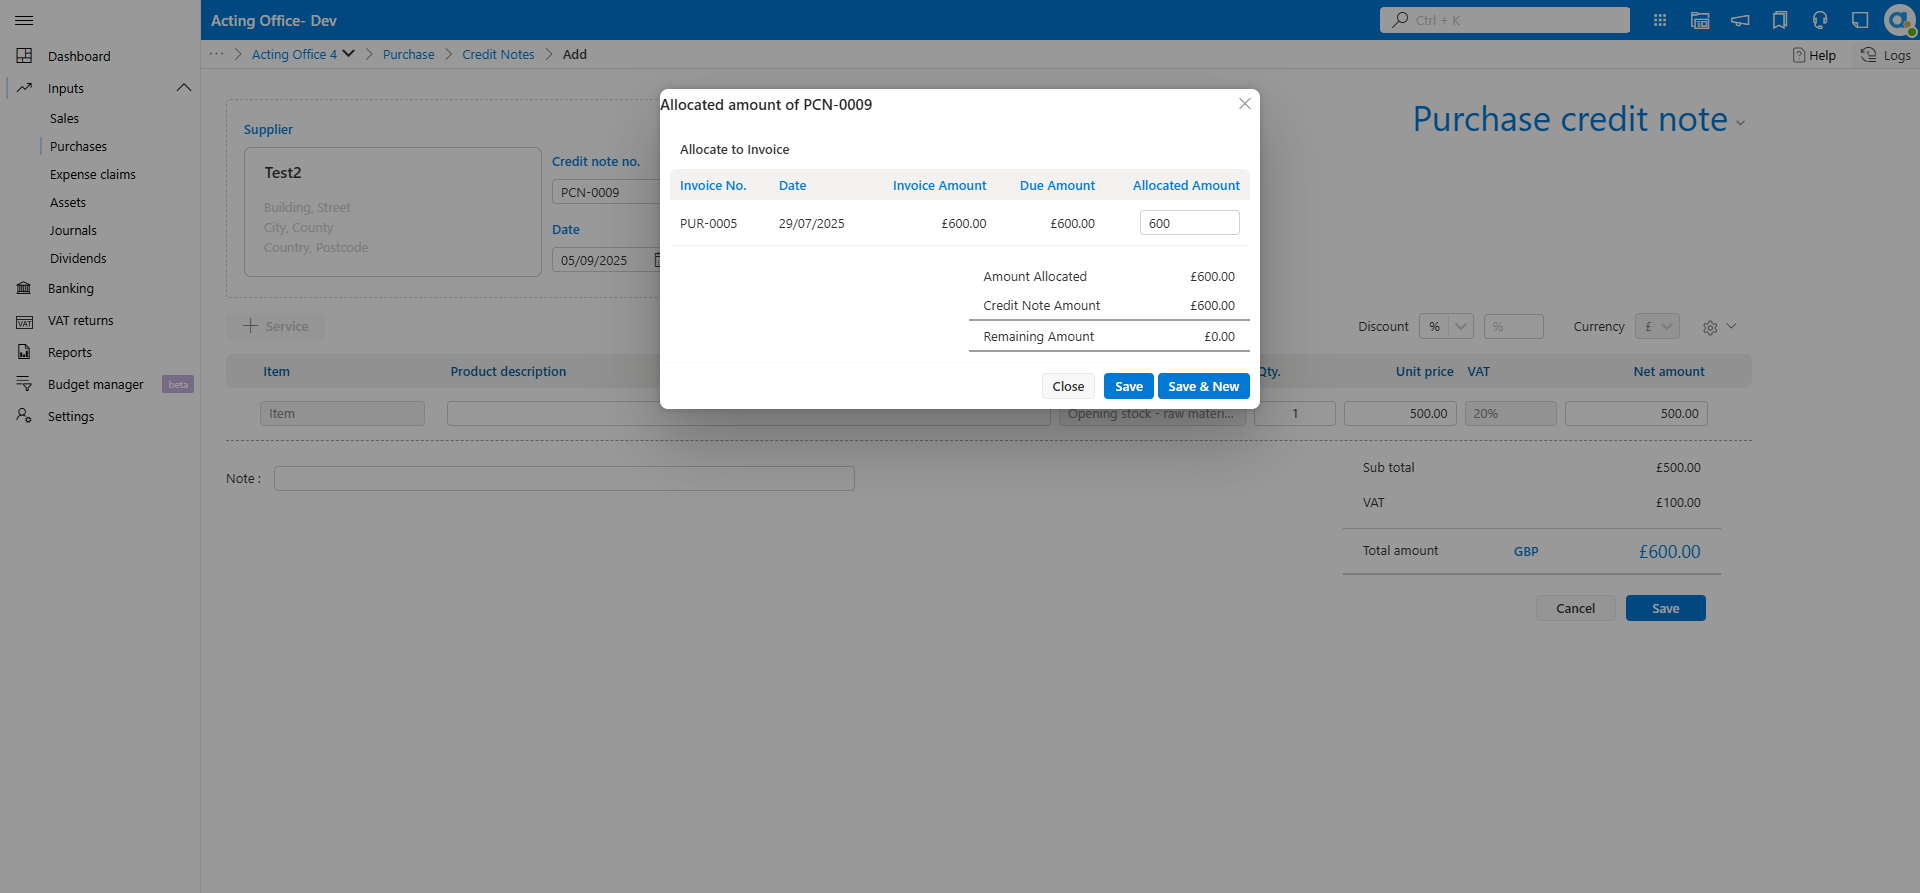 Acting Office- Dev
Ctrl + K
Dashboard
Inputs
Sales
Purchases
Expense claims
Assets
Journals
Dividends
Banking
VAT returns
Reports
Budget manager beta
Settings
··· Acting Office 4 Purchase Credit Notes Add
Help
Logs
Supplier
Test2
Building, Street
City, County
Country, Postcode
Credit note no.
PCN-0009
Date
05/09/2025
Purchase credit note
Allocated amount of PCN-0009
Allocate to Invoice
Invoice No. Date Invoice Amount Due Amount Allocated Amount
PUR-0005 29/07/2025 £600.00 £600.00 600
Amount Allocated £600.00
Credit Note Amount £600.00
Remaining Amount £0.00
Close Save Save & New
Service
Discount % % Currency £
Item Product description Qty. Unit price VAT Net amount
Item Opening stock - raw materi... 1 500.00 20% 500.00
Note :
Sub total £500.00
VAT £100.00
Total amount GBP £600.00
Cancel Save